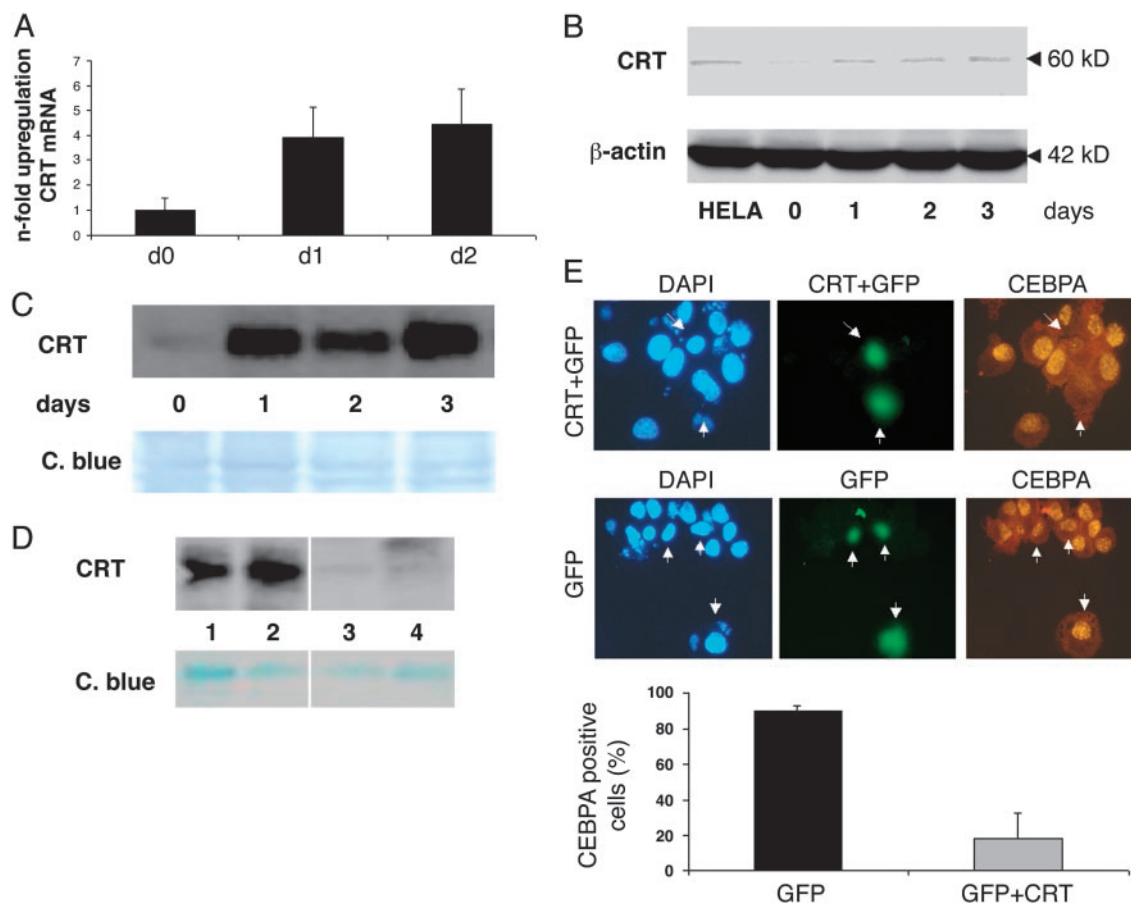 A
n-fold upregulation
CRT mRNA
7
6
5
4
3
2
1
0
d0 d1 d2
B
CRT
60 kD
β-actin
42 kD
HELA 0 1 2 3 days
C
CRT
days 0 1 2 3
C. blue
D
CRT
1 2 3 4
C. blue
E
DAPI CRT+GFP CEBPA
CRT+GFP
DAPI GFP CEBPA
GFP
CEBPA positive
cells (%)
100
80
60
40
20
0
GFP GFP+CRT